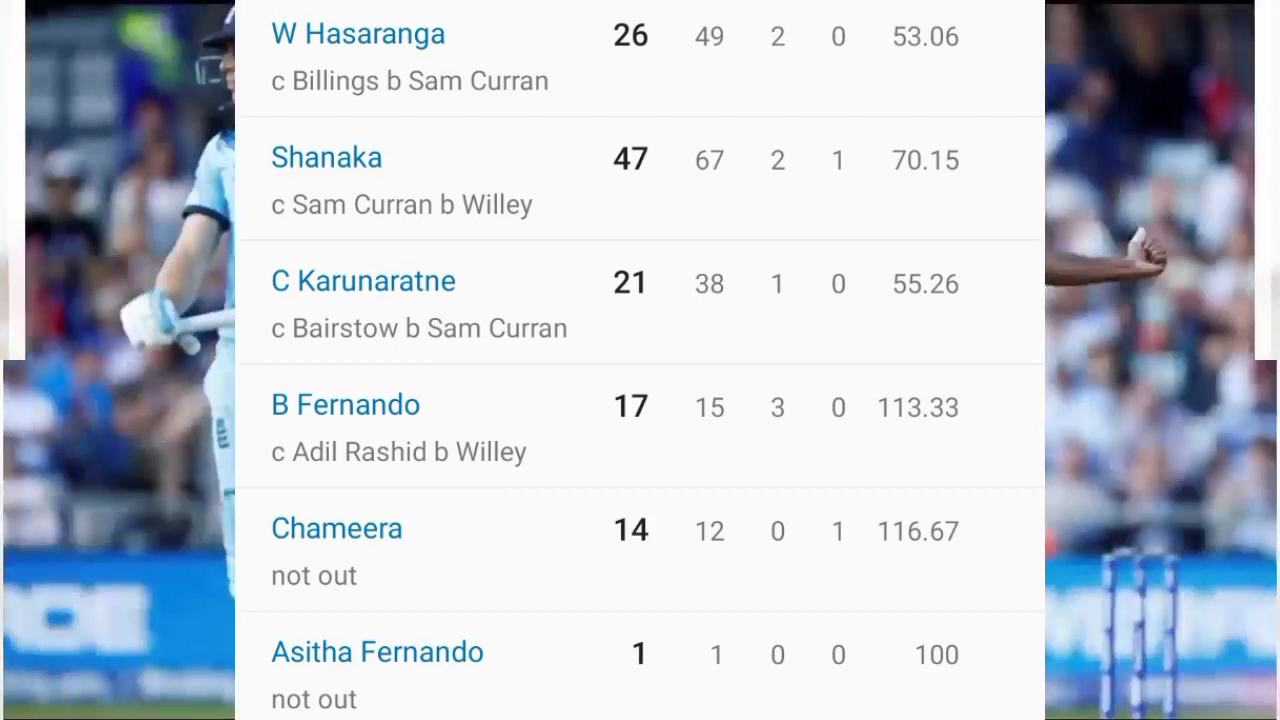 W Hasaranga 26 49 2 0 53.06
c Billings b Sam Curran
Shanaka 47 67 2 1 70.15
c Sam Curran b Willey
C Karunaratne 21 38 1 0 55.26
c Bairstow b Sam Curran
B Fernando 17 15 3 0 113.33
c Adil Rashid b Willey
Chameera 14 12 0 1 116.67
not out
Asitha Fernando 1 1 0 0 100
not out